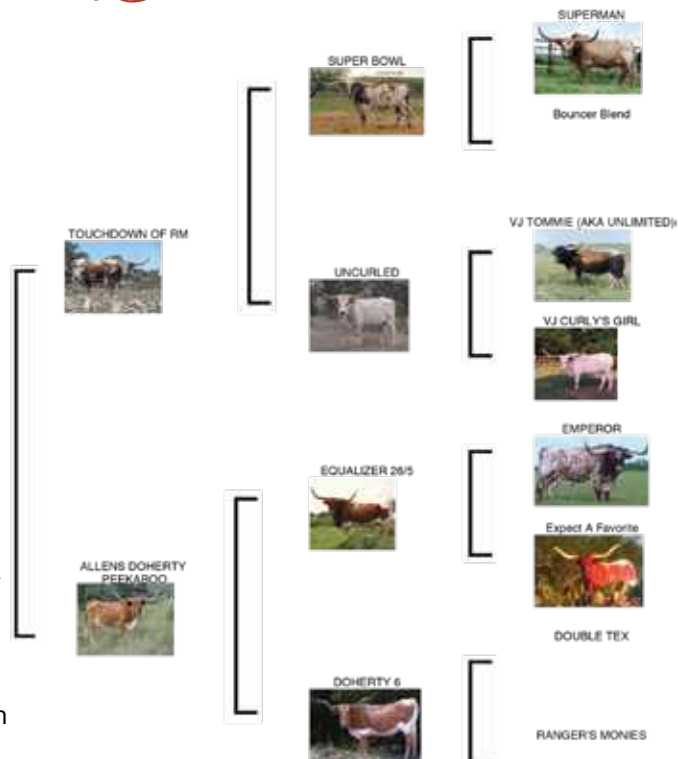 SUPERMAN
SUPER BOWL
Bouncer Blend
TOUCHDOWN OF RM
VJ TOMMIE (AKA UNLIMITED)
UNCURLED
VJ CURLY'S GIRL
EMPEROR
EQUALIZER 26/5
Expect A Favorite
ALLENS DOHERTY
PEEKABOO
DOUBLE TEX
DOHERTY 6
n
RANGER'S MONIES